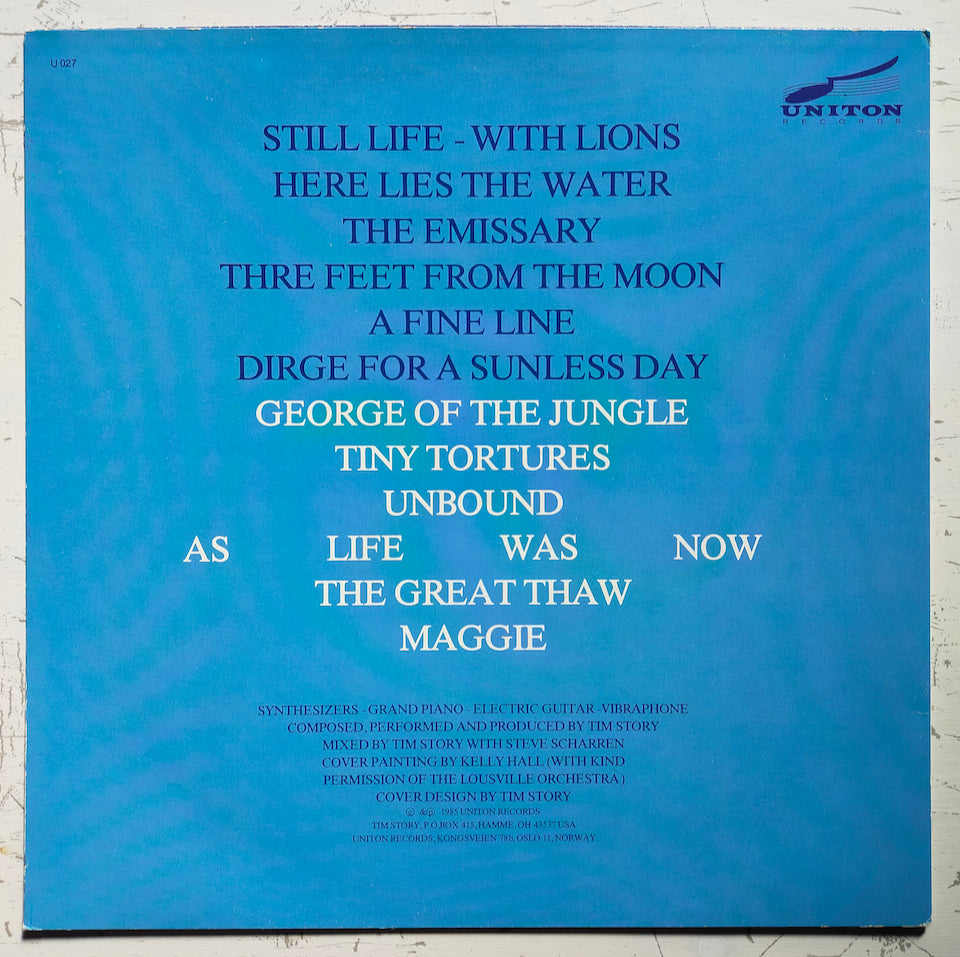 U 027
UNITON
RECORDS
STILL LIFE - WITH LIONS
HERE LIES THE WATER
THE EMISSARY
THRE FEET FROM THE MOON
A FINE LINE
DIRGE FOR A SUNLESS DAY
GEORGE OF THE JUNGLE
TINY TORTURES
UNBOUND
AS LIFE WAS NOW
THE GREAT THAW
MAGGIE
SYNTHESIZERS - GRAND PIANO - ELECTRIC GUITAR -VIBRAPHONE
COMPOSED, PERFORMED AND PRODUCED BY TIM STORY
MIXED BY TIM STORY WITH STEVE SCHARREN
COVER PAINTING BY KELLY HALL (WITH KIND
PERMISSION OF THE LOUSVILLE ORCHESTRA )
COVER DESIGN BY TIM STORY
© &℗ 1985 UNITON RECORDS
TIM STORY, P.O.BOX 415, HAMME, OH 43537 USA
UNITON RECORDS, KONGSVEIEN 78b, OSLO 11, NORWAY